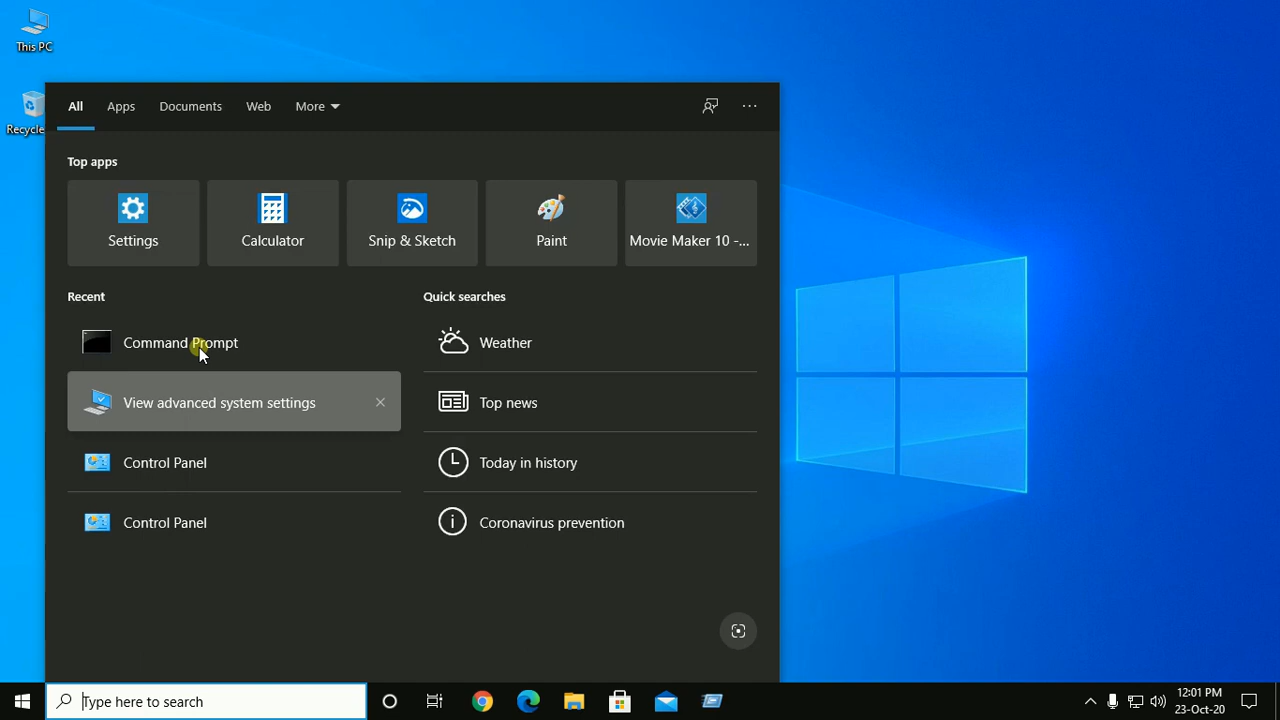 This PC
Recycle
All
Apps
Documents
Web
More
Top apps
Settings
Calculator
Snip & Sketch
Paint
Movie Maker 10 -...
Recent
Command Prompt
View advanced system settings
Control Panel
Control Panel
Quick searches
Weather
Top news
Today in history
Coronavirus prevention
Type here to search
12:01 PM
23-Oct-20